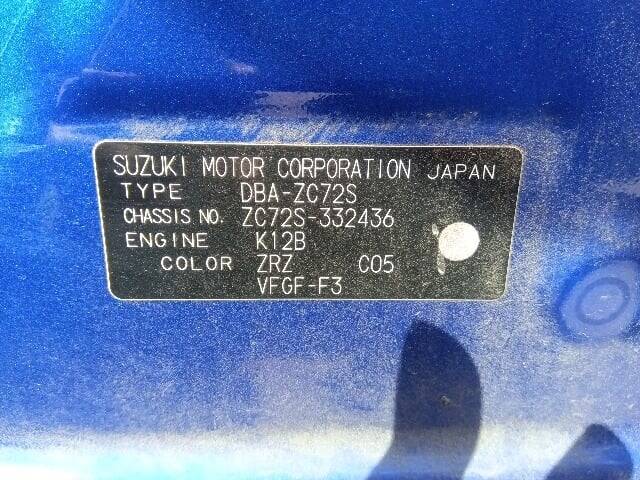 SUZUKI MOTOR CORPORATION JAPAN
TYPE DBA-ZC72S
CHASSIS NO. ZC72S-332436
ENGINE K12B
COLOR ZRZ C05
VFGF-F3